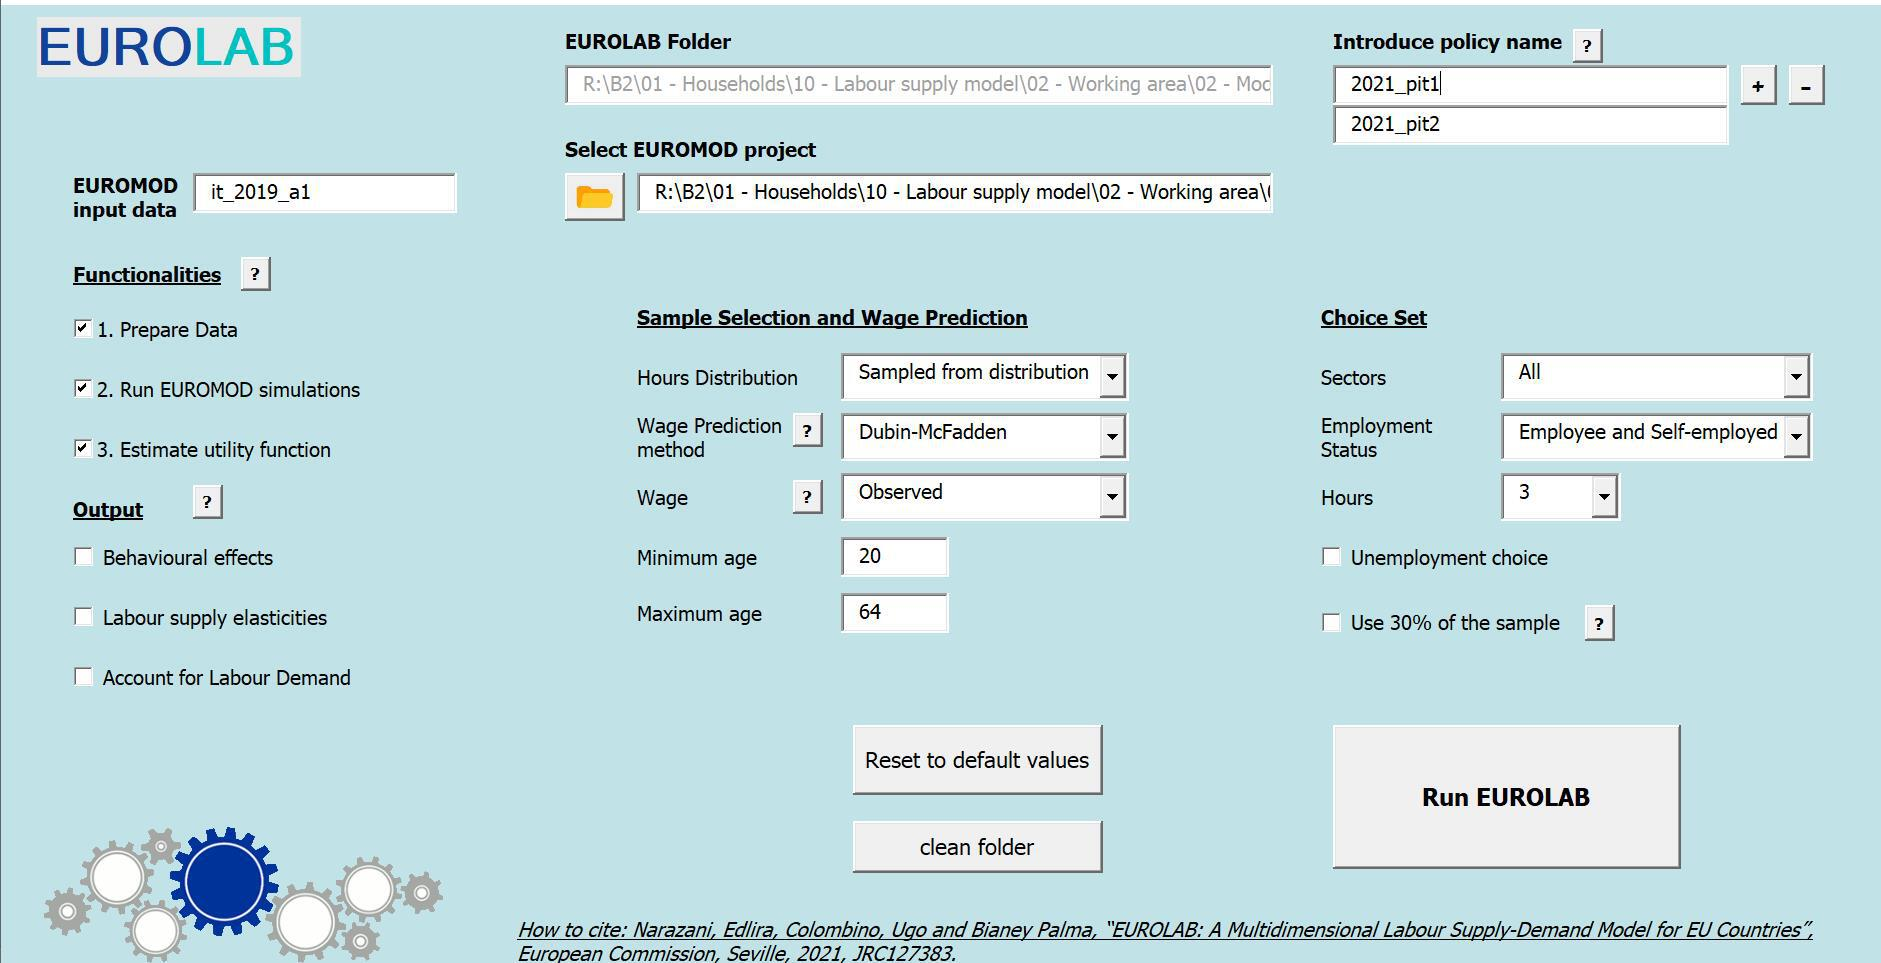 EUROLAB
EUROLAB Folder
R:\B2\01 - Households\10 - Labour supply model\02 - Working area\02 - Mod
Introduce policy name ?
2021_pit1
+ -
2021_pit2
Select EUROMOD project
R:\B2\01 - Households\10 - Labour supply model\02 - Working area\
EUROMOD
input data
it_2019_a1
Functionalities ?
1. Prepare Data
2. Run EUROMOD simulations
3. Estimate utility function
Output ?
Behavioural effects
Labour supply elasticities
Account for Labour Demand
Sample Selection and Wage Prediction
Hours Distribution
Sampled from distribution
Wage Prediction
method
?
Dubin-McFadden
Wage ?
Observed
Minimum age
20
Maximum age
64
Choice Set
Sectors
All
Employment
Status
Employee and Self-employed
Hours
3
Unemployment choice
Use 30% of the sample ?
Reset to default values
clean folder
Run EUROLAB
How to cite: Narazani, Edlira, Colombino, Ugo and Bianey Palma, “EUROLAB: A Multidimensional Labour Supply-Demand Model for EU Countries”,
European Commission, Seville, 2021, JRC127383.